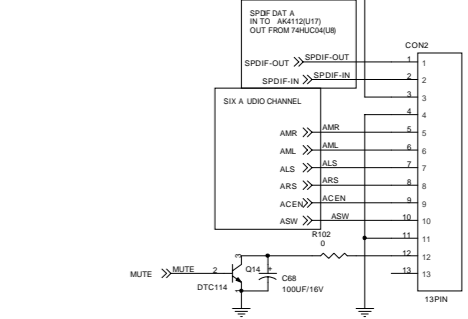 SPDIF DAT A
IN TO AK4112(U17)
OUT FROM 74HUC04(U8)
CON2
SPDIF-OUT SPDIF-OUT 1 1
SPDIF-IN SPDIF-IN 2 2
3 3
SIX A UDIO CHANNEL
4 4
AMR AMR 5 5
AML AML 6 6
ALS ALS 7 7
ARS ARS 8 8
ACEN ACEN 9 9
ASW ASW 10 10
R102
0
11 11
12 12
MUTE MUTE 2 3 Q14 + 13 13
C68
DTC114 1 100UF/16V
13PIN